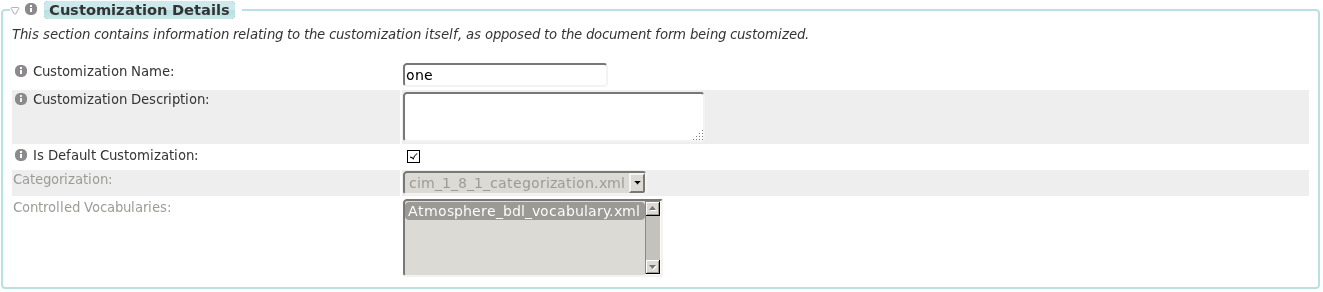 Customization Details
This section contains information relating to the customization itself, as opposed to the document form being customized.
Customization Name: one
Customization Description:
Is Default Customization:
Categorization: cim_1_8_1_categorization.xml
Controlled Vocabularies: Atmosphere_bdl_vocabulary.xml